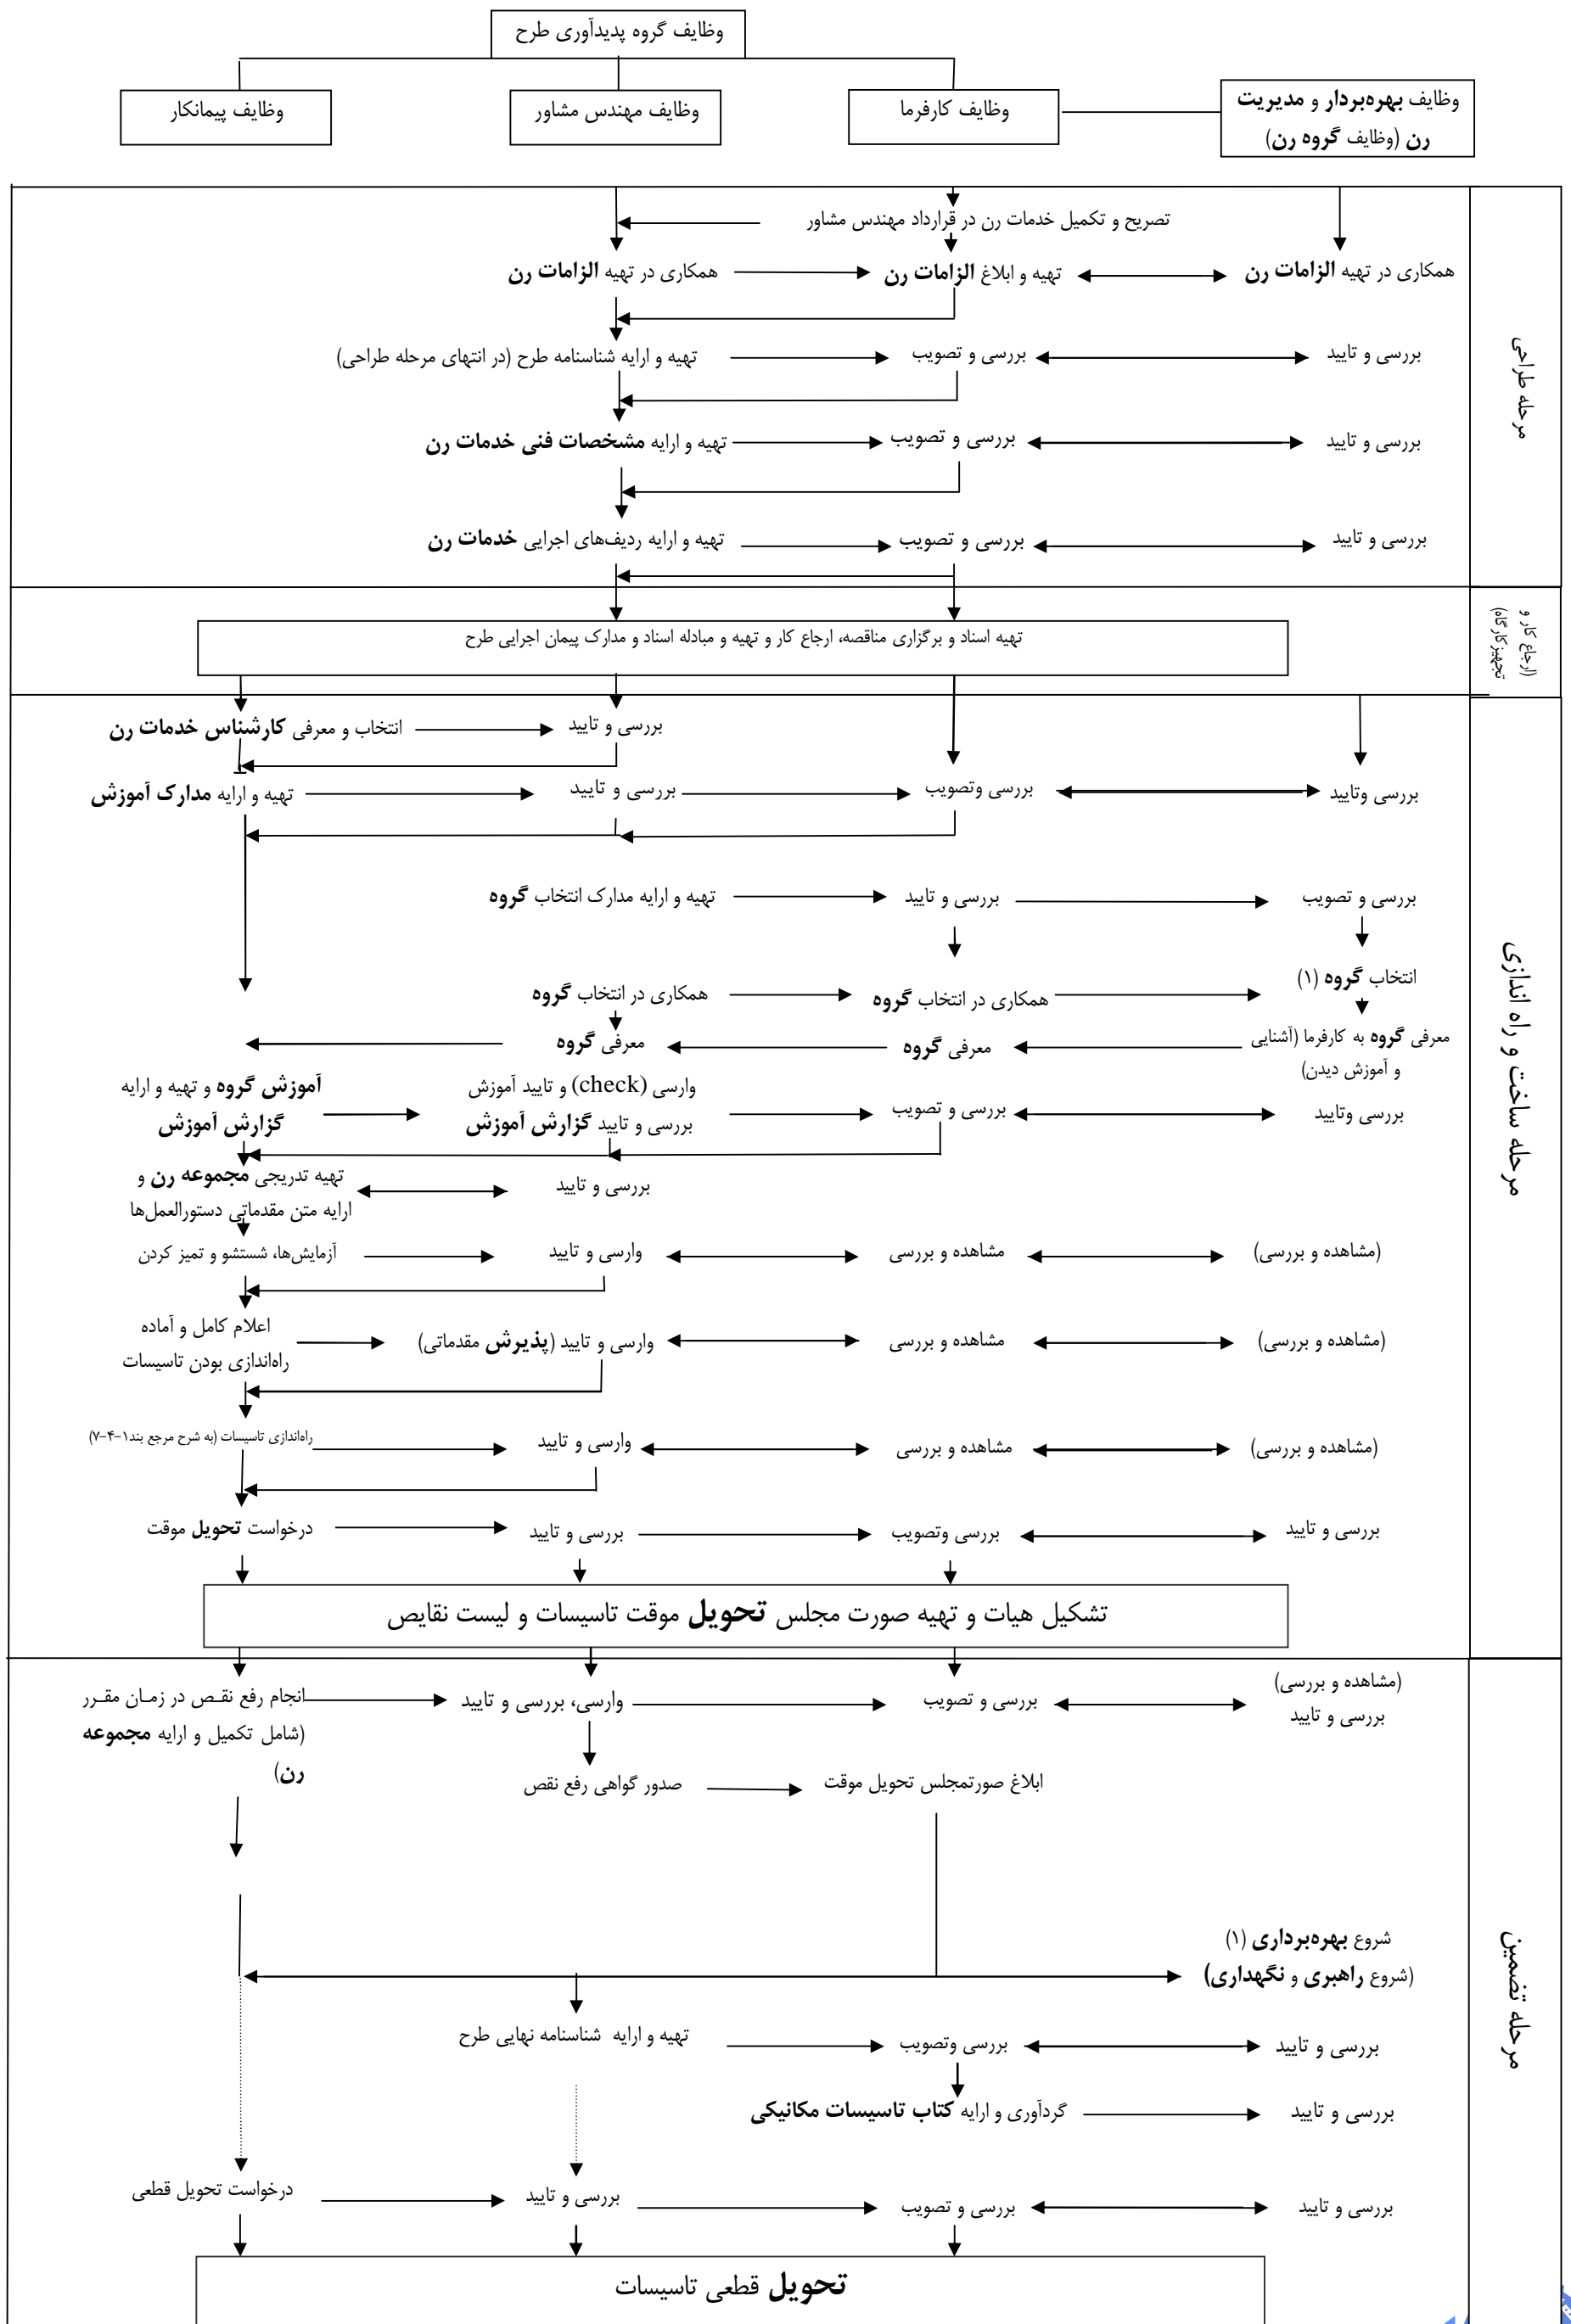 وظایف گروه پدیدآوری طرح
وظایف بهره‌بردار و مدیریت
رن (وظایف گروه رن)
وظایف کارفرما
وظایف مهندس مشاور
وظایف پیمانکار
مرحله طراحی
تصریح و تکمیل خدمات رن در قرارداد مهندس مشاور
همکاری در تهیه الزامات رن
تهیه و ابلاغ الزامات رن
همکاری در تهیه الزامات رن
بررسی و تایید
بررسی و تصویب
تهیه و ارایه شناسنامه طرح (در انتهای مرحله طراحی)
بررسی و تایید
بررسی و تصویب
تهیه و ارایه مشخصات فنی خدمات رن
بررسی و تایید
بررسی و تصویب
تهیه و ارایه ردیف‌های اجرایی خدمات رن
(ارجاع کار و
تجهیزکارگاه)
تهیه اسناد و برگزاری مناقصه، ارجاع کار و تهیه و مبادله اسناد و مدارک پیمان اجرایی طرح
مرحله ساخت و راه اندازی
بررسی و تایید
انتخاب و معرفی کارشناس خدمات رن
بررسی وتایید
بررسی وتصویب
بررسی و تایید
تهیه و ارایه مدارک آموزش
بررسی و تصویب
بررسی و تایید
تهیه و ارایه مدارک انتخاب گروه
انتخاب گروه (۱)
همکاری در انتخاب گروه
همکاری در انتخاب گروه
معرفی گروه به کارفرما (آشنایی
و آموزش دیدن)
معرفی گروه
معرفی گروه
بررسی وتایید
بررسی و تصویب
وارسی (check) و تایید آموزش
بررسی و تایید گزارش آموزش
آموزش گروه و تهیه و ارایه
گزارش آموزش
بررسی و تایید
تهیه تدریجی مجموعه رن و
ارایه متن مقدماتی دستورالعمل‌ها
(مشاهده و بررسی)
مشاهده و بررسی
وارسی و تایید
آزمایش‌ها، شستشو و تمیز کردن
(مشاهده و بررسی)
مشاهده و بررسی
وارسی و تایید (پذیرش مقدماتی)
اعلام کامل و آماده
راه‌اندازی بودن تاسیسات
(مشاهده و بررسی)
مشاهده و بررسی
وارسی و تایید
راه‌اندازی تاسیسات (به شرح مرجع بند۱-۴-۷)
بررسی و تایید
بررسی وتصویب
بررسی و تایید
درخواست تحویل موقت
تشکیل هیات و تهیه صورت مجلس تحویل موقت تاسیسات و لیست نقایص
مرحله تضمین
(مشاهده و بررسی)
بررسی و تایید
بررسی و تصویب
وارسی، بررسی و تایید
انجام رفع نقـص در زمـان مقـرر
(شامل تکمیل و ارایه مجموعه
رن)
ابلاغ صورتمجلس تحویل موقت
صدور گواهی رفع نقص
شروع بهره‌برداری (۱)
(شروع راهبری و نگهداری)
بررسی و تایید
بررسی وتصویب
تهیه و ارایه شناسنامه نهایی طرح
بررسی و تایید
گردآوری و ارایه کتاب تاسیسات مکانیکی
بررسی و تایید
بررسی و تصویب
بررسی و تایید
درخواست تحویل قطعی
تحویل قطعی تاسیسات